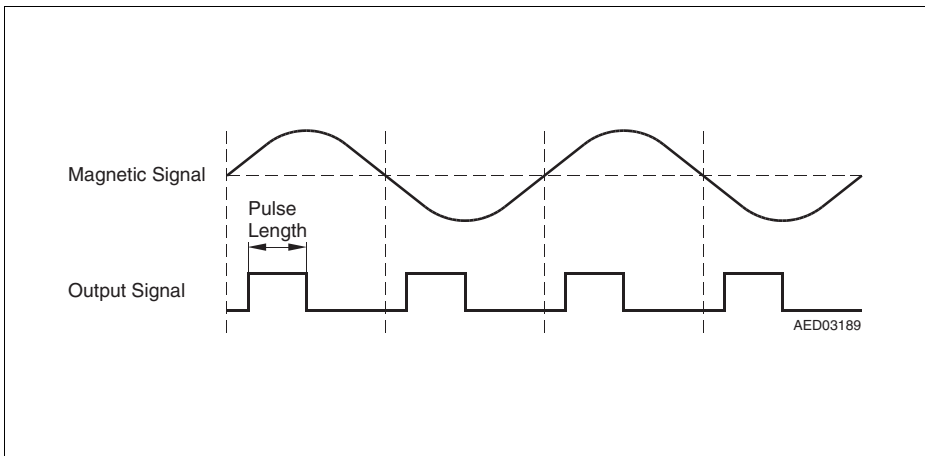 Magnetic Signal
Pulse
Length
Output Signal
AED03189